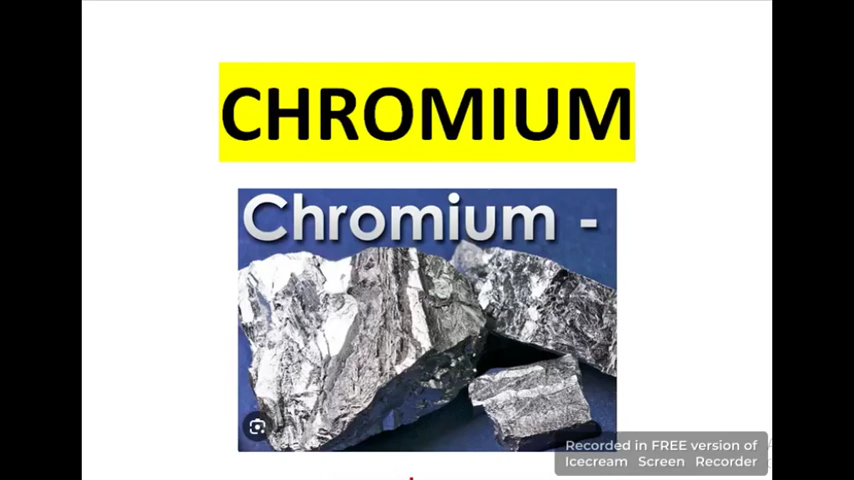 CHROMIUM
Chromium -
Recorded in FREE version of
Icecream Screen Recorder